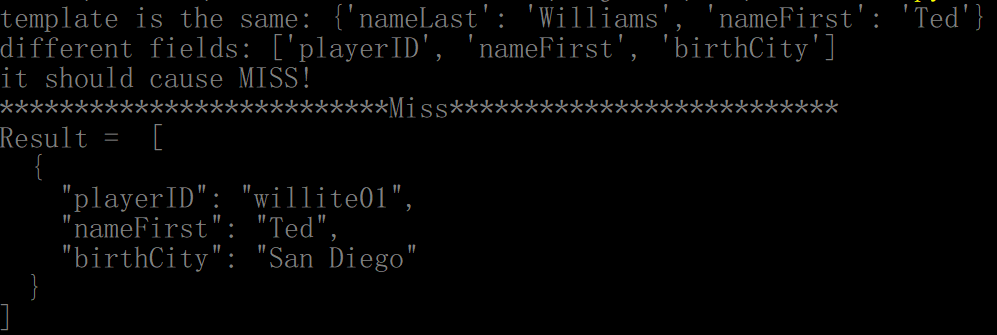 template is the same: {'nameLast': 'Williams', 'nameFirst': 'Ted'}
different fields: ['playerID', 'nameFirst', 'birthCity']
it should cause MISS!
**************************Miss**************************
Result =  [
  {
    "playerID": "willite01",
    "nameFirst": "Ted",
    "birthCity": "San Diego"
  }
]